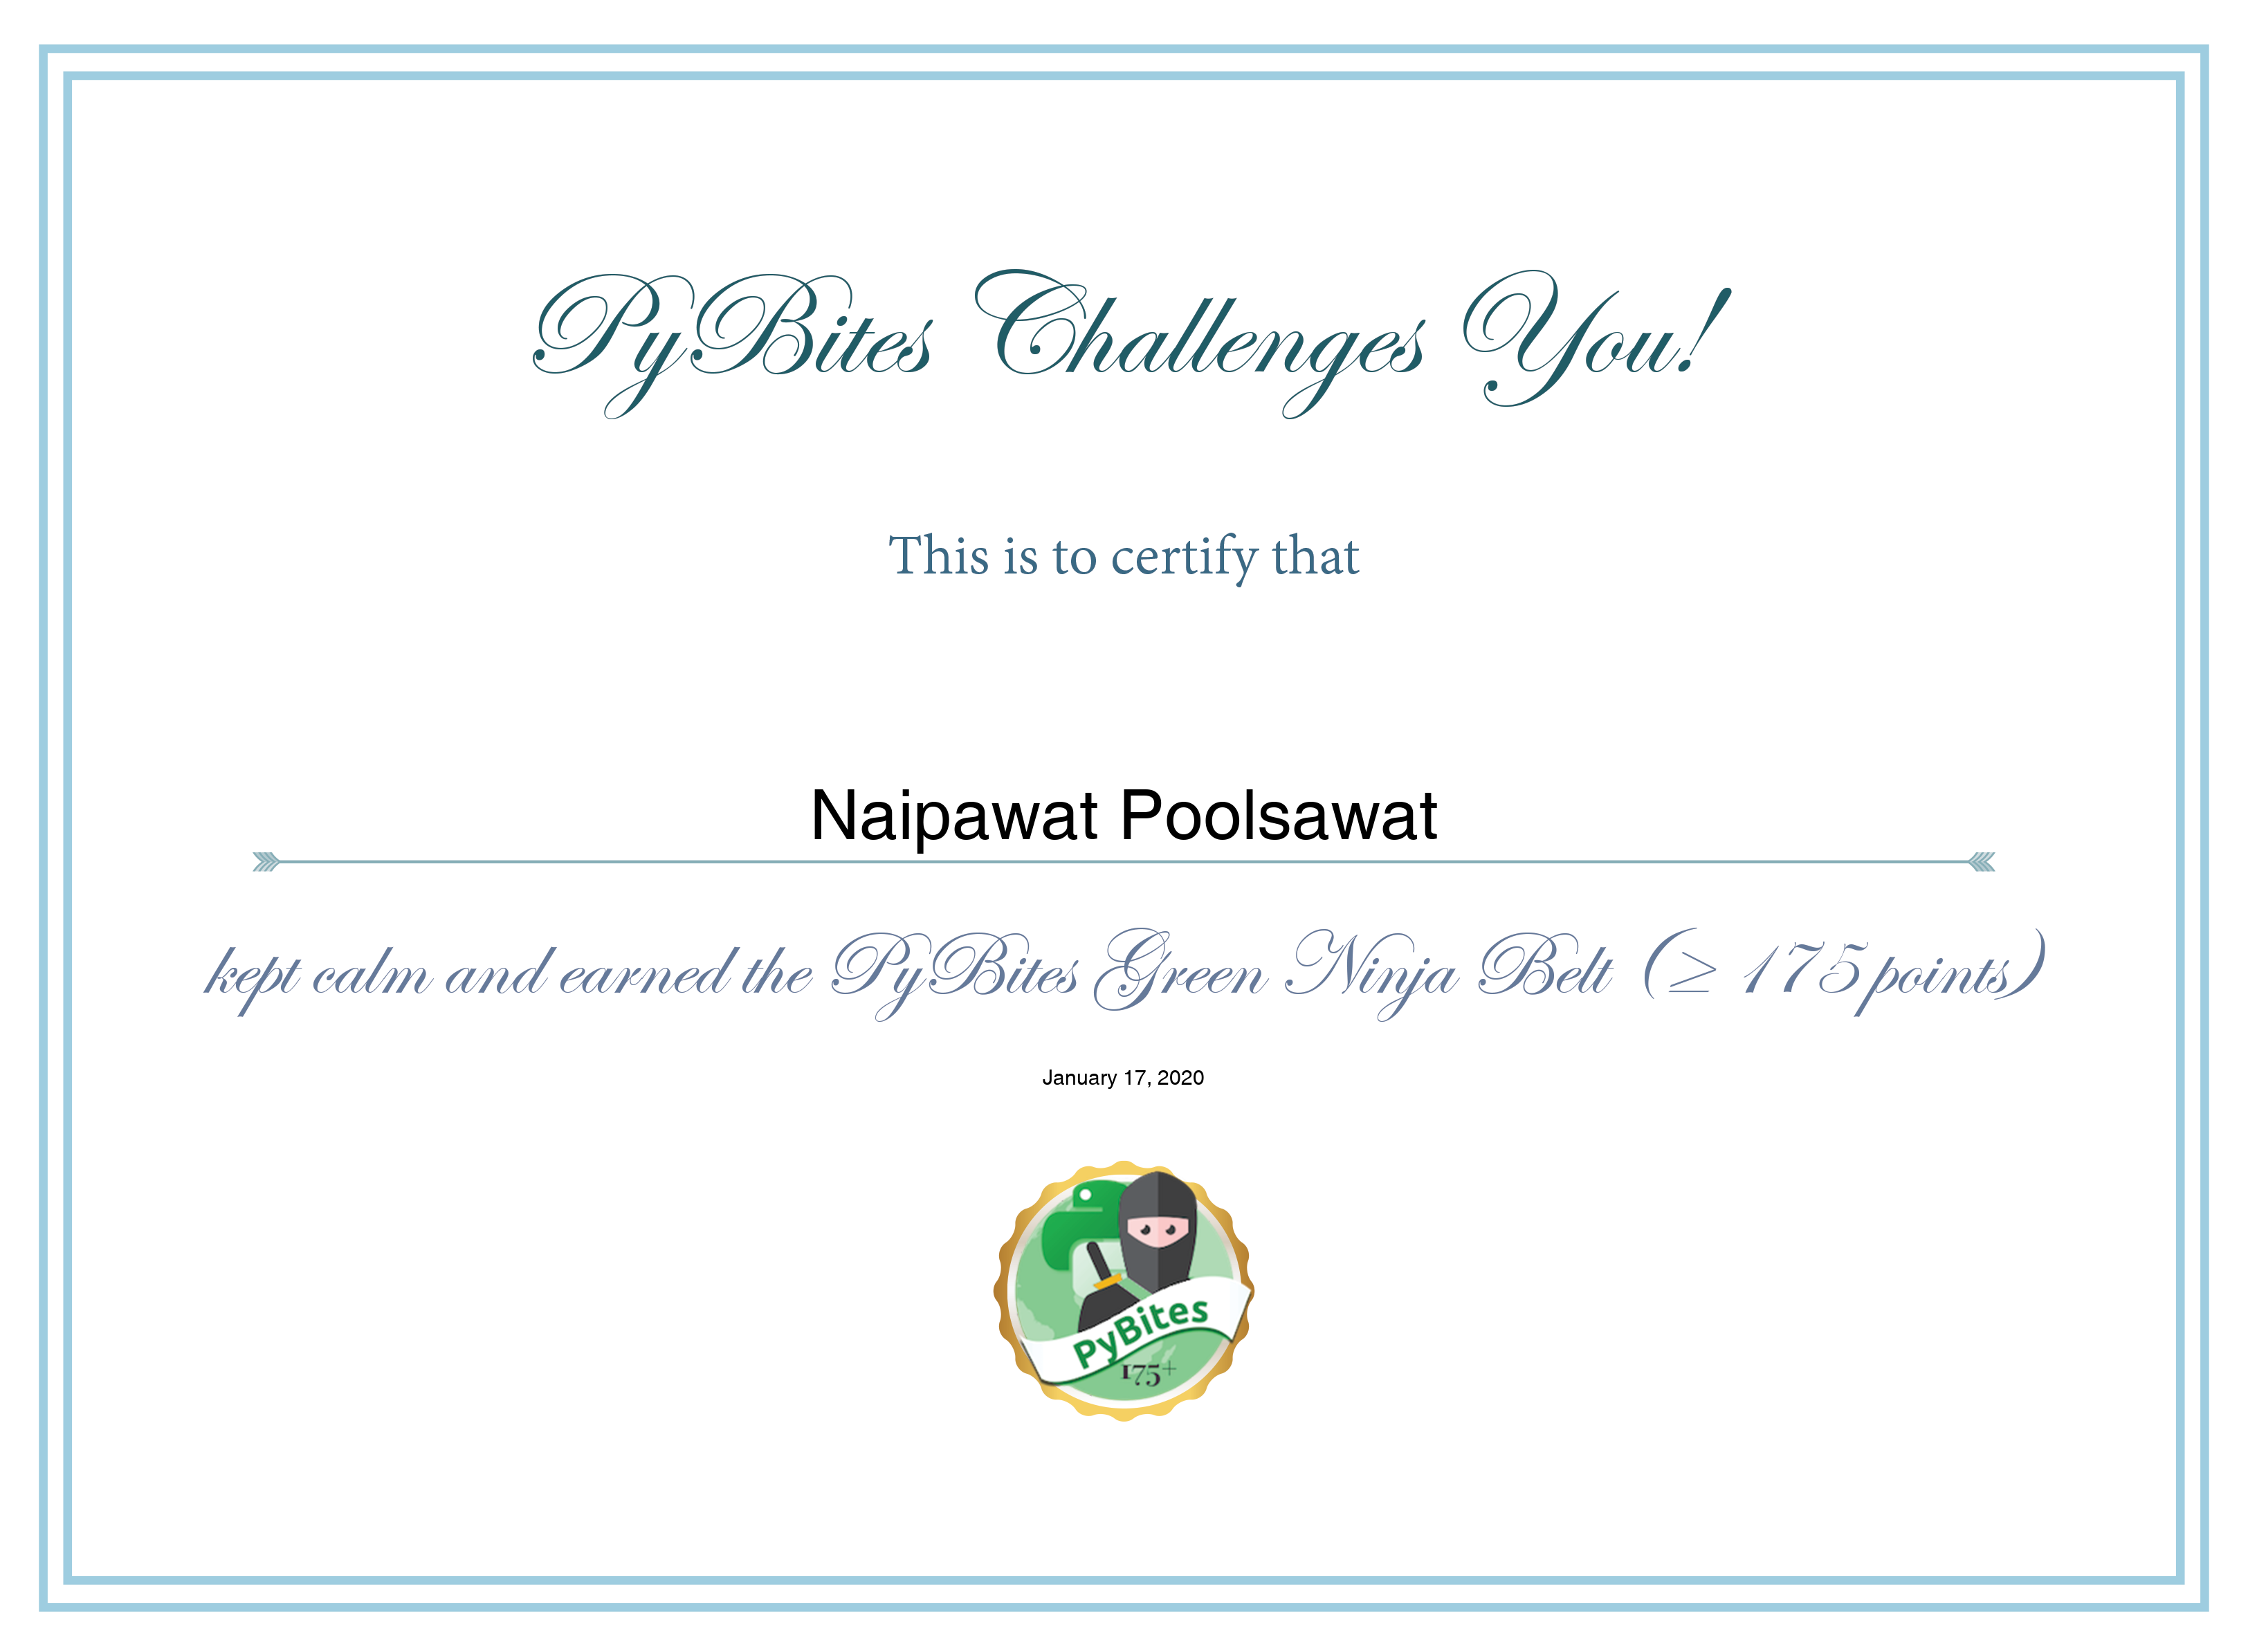 PyBites Challenges You!
This is to certify that
Naipawat Poolsawat
kept calm and earned the PyBites Green Ninja Belt (≥ 175 points)
January 17, 2020
PyBites
175+